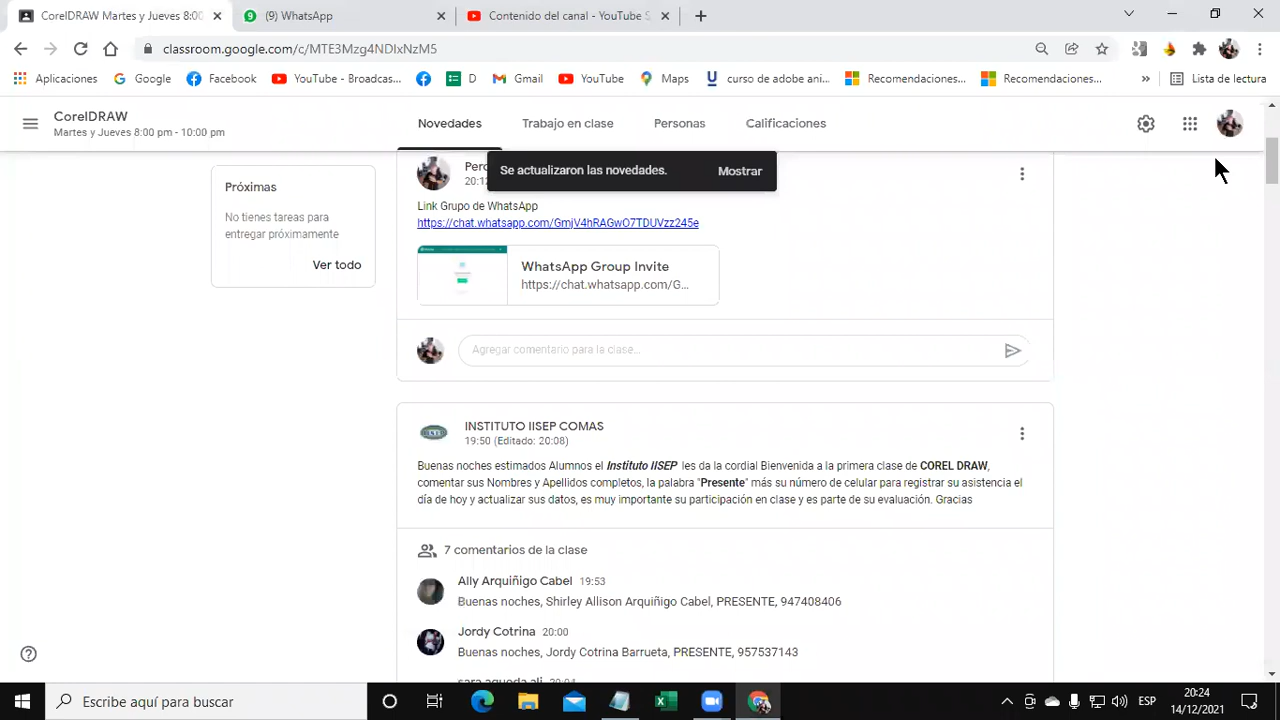 CorelDRAW Martes y Jueves 8:00
(9) WhatsApp
Contenido del canal - YouTube S
classroom.google.com/c/MTE3Mzg4NDIxNzM5
Aplicaciones
Google
Facebook
YouTube - Broadcas...
D
Gmail
YouTube
Maps
curso de adobe ani...
Recomendaciones...
Recomendaciones...
»
Lista de lectura
CorelDRAW
Martes y Jueves 8:00 pm - 10:00 pm
Novedades
Trabajo en clase
Personas
Calificaciones
Se actualizaron las novedades.
Mostrar
Próximas
No tienes tareas para
entregar próximamente
Ver todo
Link Grupo de WhatsApp
https://chat.whatsapp.com/GmjV4hRAGwO7TDUVzz245e
WhatsApp Group Invite
https://chat.whatsapp.com/G...
Agregar comentario para la clase...
INSTITUTO IISEP COMAS
19:50 (Editado: 20:08)
Buenas noches estimados Alumnos el Instituto IISEP les da la cordial Bienvenida a la primera clase de COREL DRAW,
comentar sus Nombres y Apellidos completos, la palabra "Presente" más su número de celular para registrar su asistencia el
día de hoy y actualizar sus datos, es muy importante su participación en clase y es parte de su evaluación. Gracias
7 comentarios de la clase
Ally Arquiñigo Cabel 19:53
Buenas noches, Shirley Allison Arquiñigo Cabel, PRESENTE, 947408406
Jordy Cotrina 20:00
Buenas noches, Jordy Cotrina Barrueta, PRESENTE, 957537143
Escribe aquí para buscar
ESP
20:24
14/12/2021